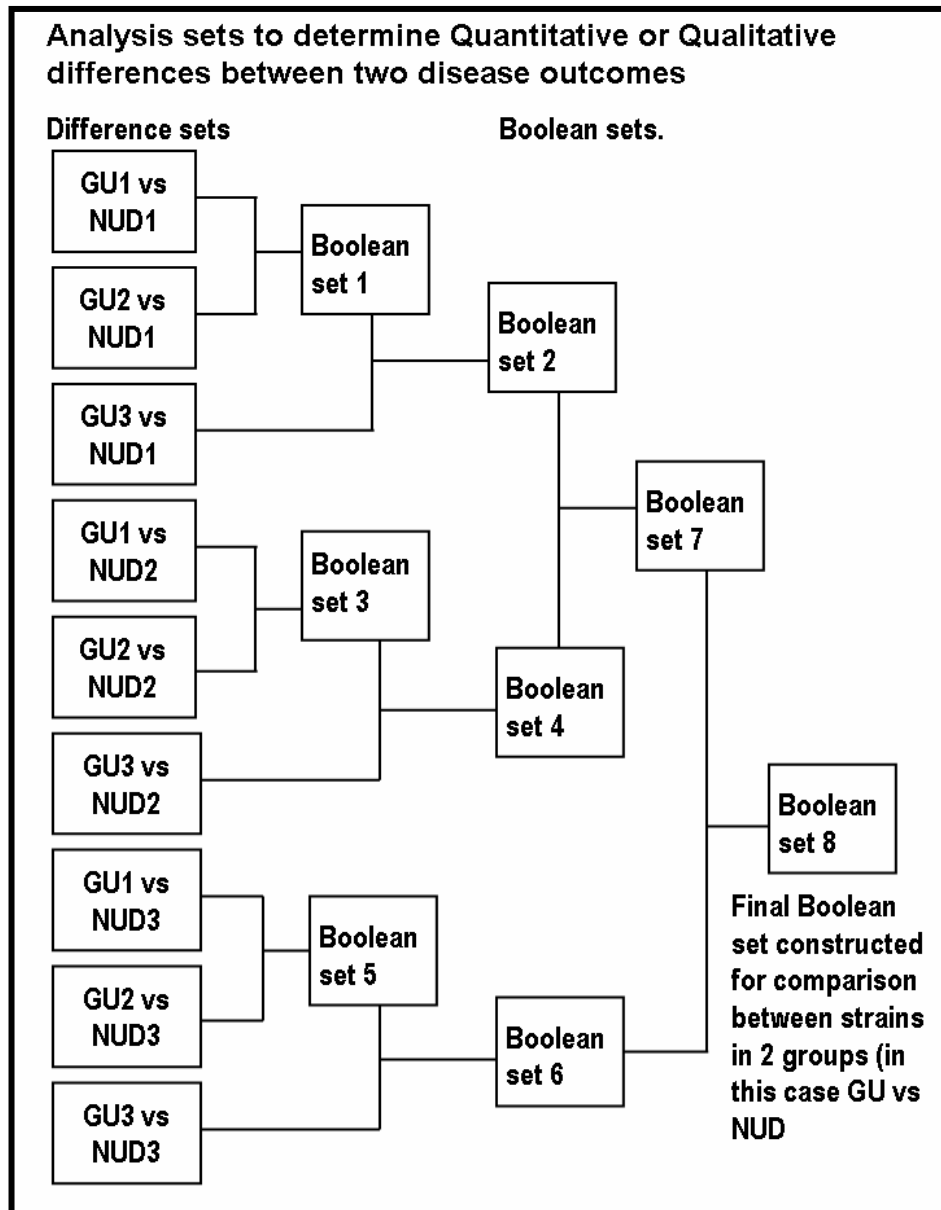 Analysis sets to determine Quantitative or Qualitative
differences between two disease outcomes
Difference sets
Boolean sets.
GU1 vs
NUD1
GU2 vs
NUD1
GU3 vs
NUD1
GU1 vs
NUD2
GU2 vs
NUD2
GU3 vs
NUD2
GU1 vs
NUD3
GU2 vs
NUD3
GU3 vs
NUD3
Boolean
set 1
Boolean
set 3
Boolean
set 5
Boolean
set 2
Boolean
set 4
Boolean
set 6
Boolean
set 7
Boolean
set 8
Final Boolean
set constructed
for comparison
between strains
in 2 groups (in
this case GU vs
NUD